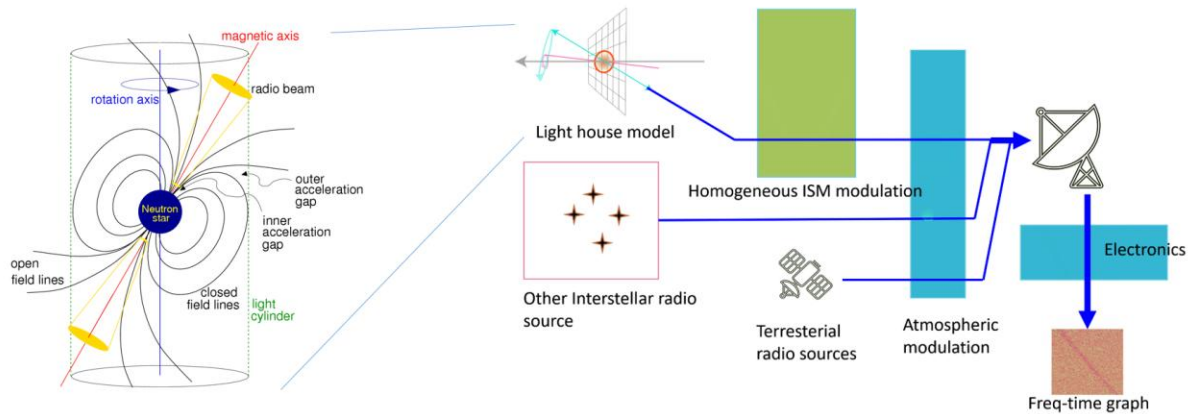 magnetic axis
radio beam
rotation axis
outer
acceleration
gap
Neutron
star
inner
acceleration
gap
open
field lines
closed
field lines
light
cylinder
Light house model
Homogeneous ISM modulation
Other Interstellar radio
source
Terresterial
radio sources
Atmospheric
modulation
Electronics
Freq-time graph